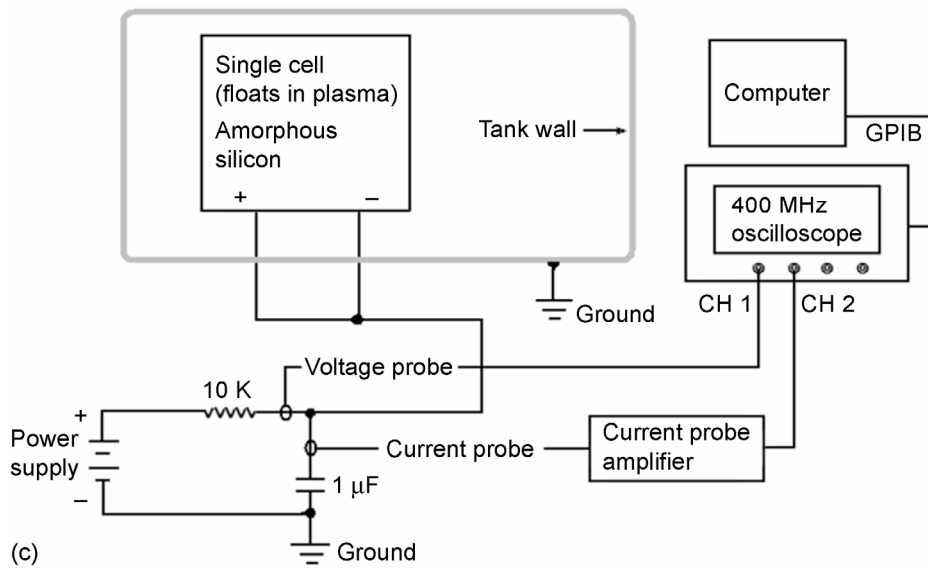 Single cell
(floats in plasma)
Amorphous
silicon
+ –
Tank wall
Computer
GPIB
400 MHz
oscilloscope
CH 1
CH 2
Ground
Voltage probe
10 K
+
Power
supply
–
Current probe
Current probe
amplifier
1 μF
Ground
(c)